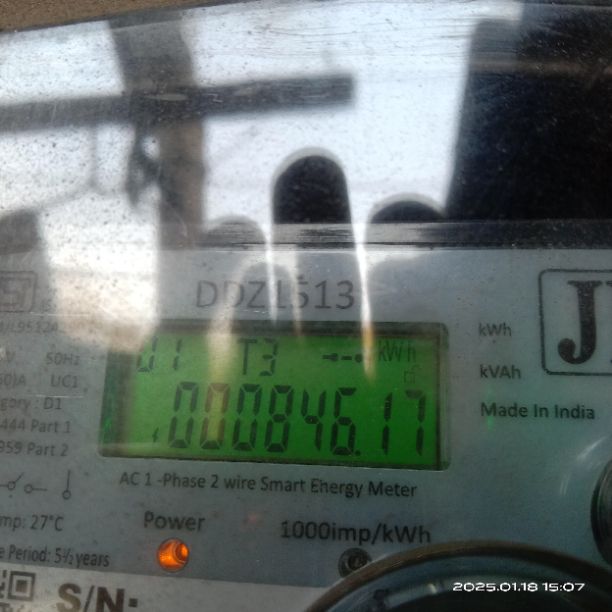 DDZ1513
50Hz
UC1
: D1
444 Part 1
959 Part 2
T3 kWh
000846.17
kWh
kVAh
Made In India
AC 1 -Phase 2 wire Smart Energy Meter
27°C
Power
1000imp/kWh
Period: 5½ years
S/N:
2025.01.18 15:07